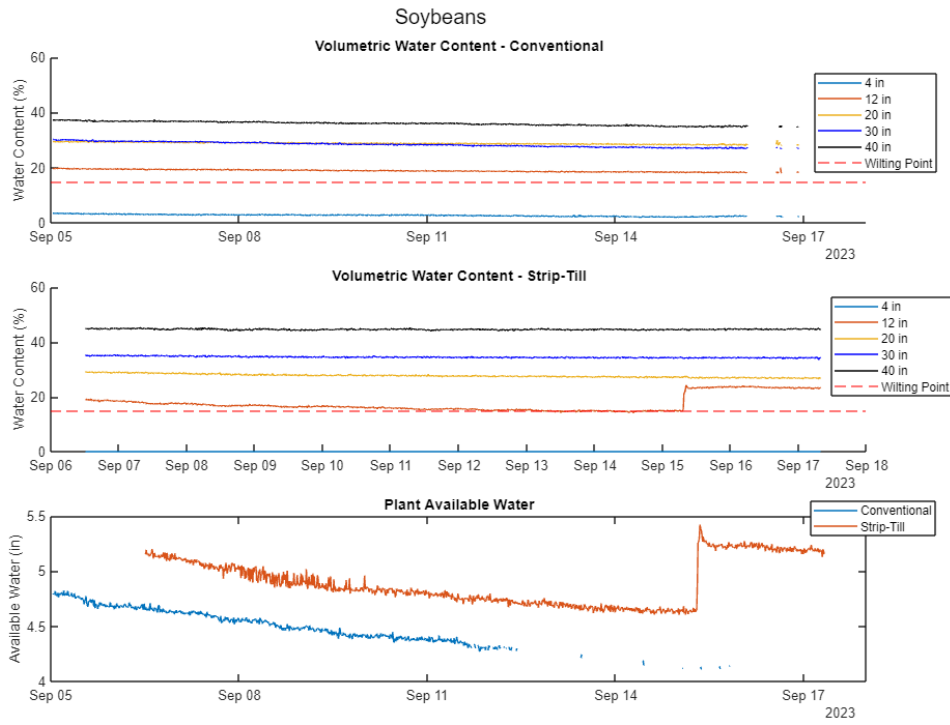 Soybeans
Volumetric Water Content - Conventional
Water Content (%)
60
40
20
0
Sep 05
Sep 08
Sep 11
Sep 14
Sep 17
2023
4 in
12 in
20 in
30 in
40 in
Wilting Point
Volumetric Water Content - Strip-Till
Water Content (%)
60
40
20
0
Sep 06
Sep 07
Sep 08
Sep 09
Sep 10
Sep 11
Sep 12
Sep 13
Sep 14
Sep 15
Sep 16
Sep 17
Sep 18
2023
4 in
12 in
20 in
30 in
40 in
Wilting Point
Plant Available Water
Available Water (in)
5.5
5
4.5
4
Sep 05
Sep 08
Sep 11
Sep 14
Sep 17
2023
Conventional
Strip-Till